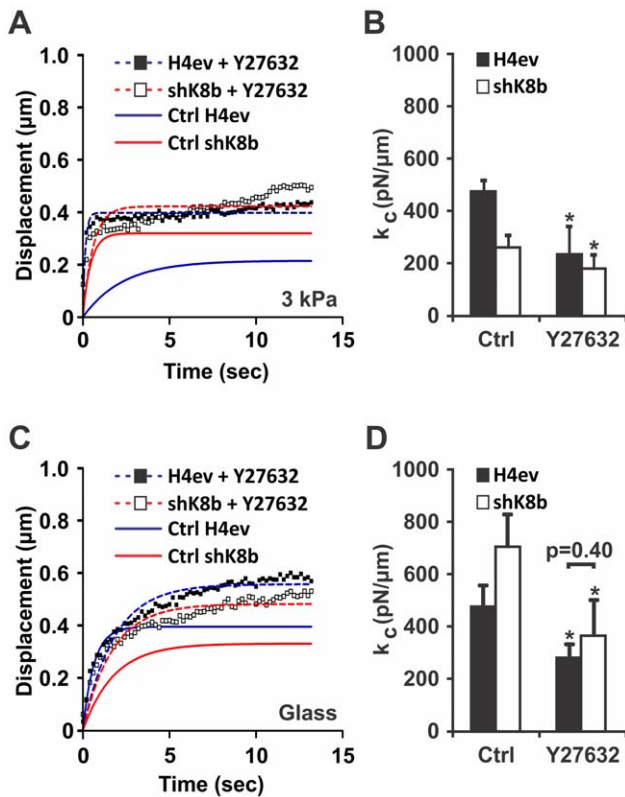 A
H4ev + Y27632
shK8b + Y27632
Ctrl H4ev
Ctrl shK8b
Displacement (µm)
1
0.8
0.6
0.4
0.2
0
0 5 10 15
3 kPa
Time (sec)
B
H4ev
shK8b
k_C (pN/µm)
1000
800
600
400
200
0
* *
Ctrl Y27632
C
H4ev + Y27632
shK8b + Y27632
Ctrl H4ev
Ctrl shK8b
Displacement (µm)
1
0.8
0.6
0.4
0.2
0
0 5 10 15
Glass
Time (sec)
D
H4ev
shK8b
k_C (pN/µm)
1000
800
600
400
200
0
p=0.40
* *
Ctrl Y27632